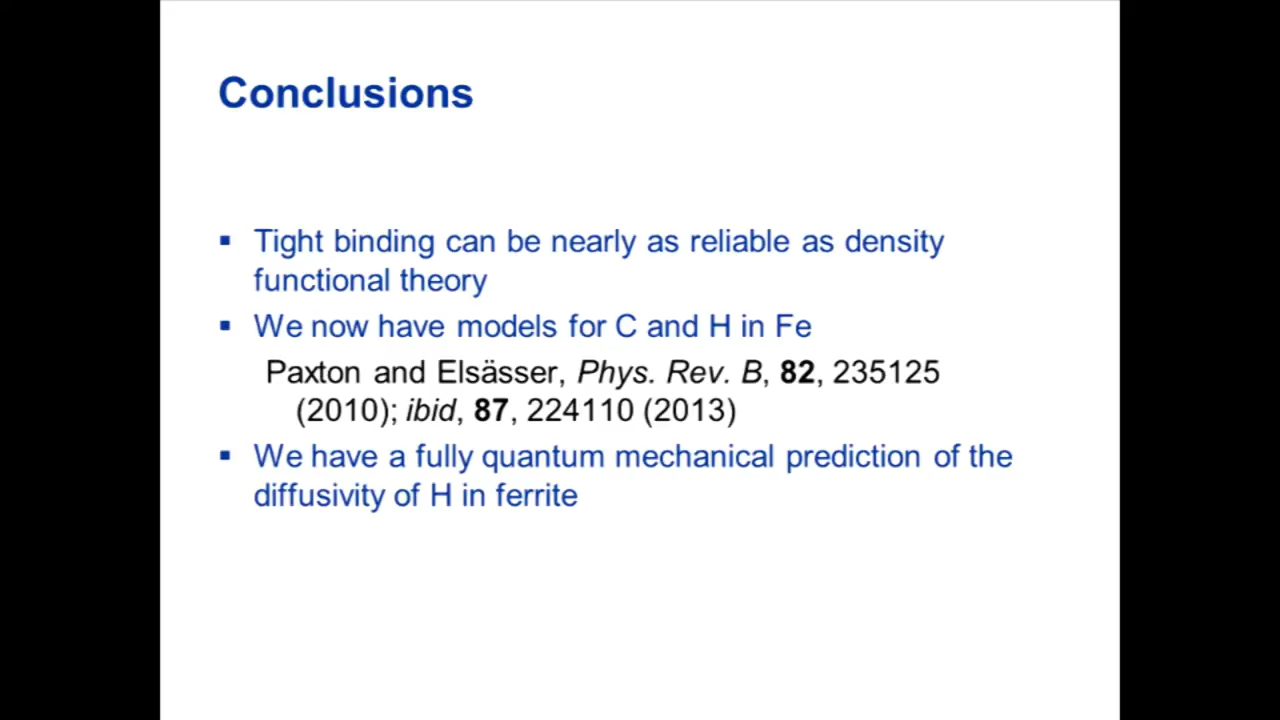 Conclusions
▪ Tight binding can be nearly as reliable as density
functional theory
▪ We now have models for C and H in Fe
Paxton and Elsässer, Phys. Rev. B, 82, 235125
(2010); ibid, 87, 224110 (2013)
▪ We have a fully quantum mechanical prediction of the
diffusivity of H in ferrite